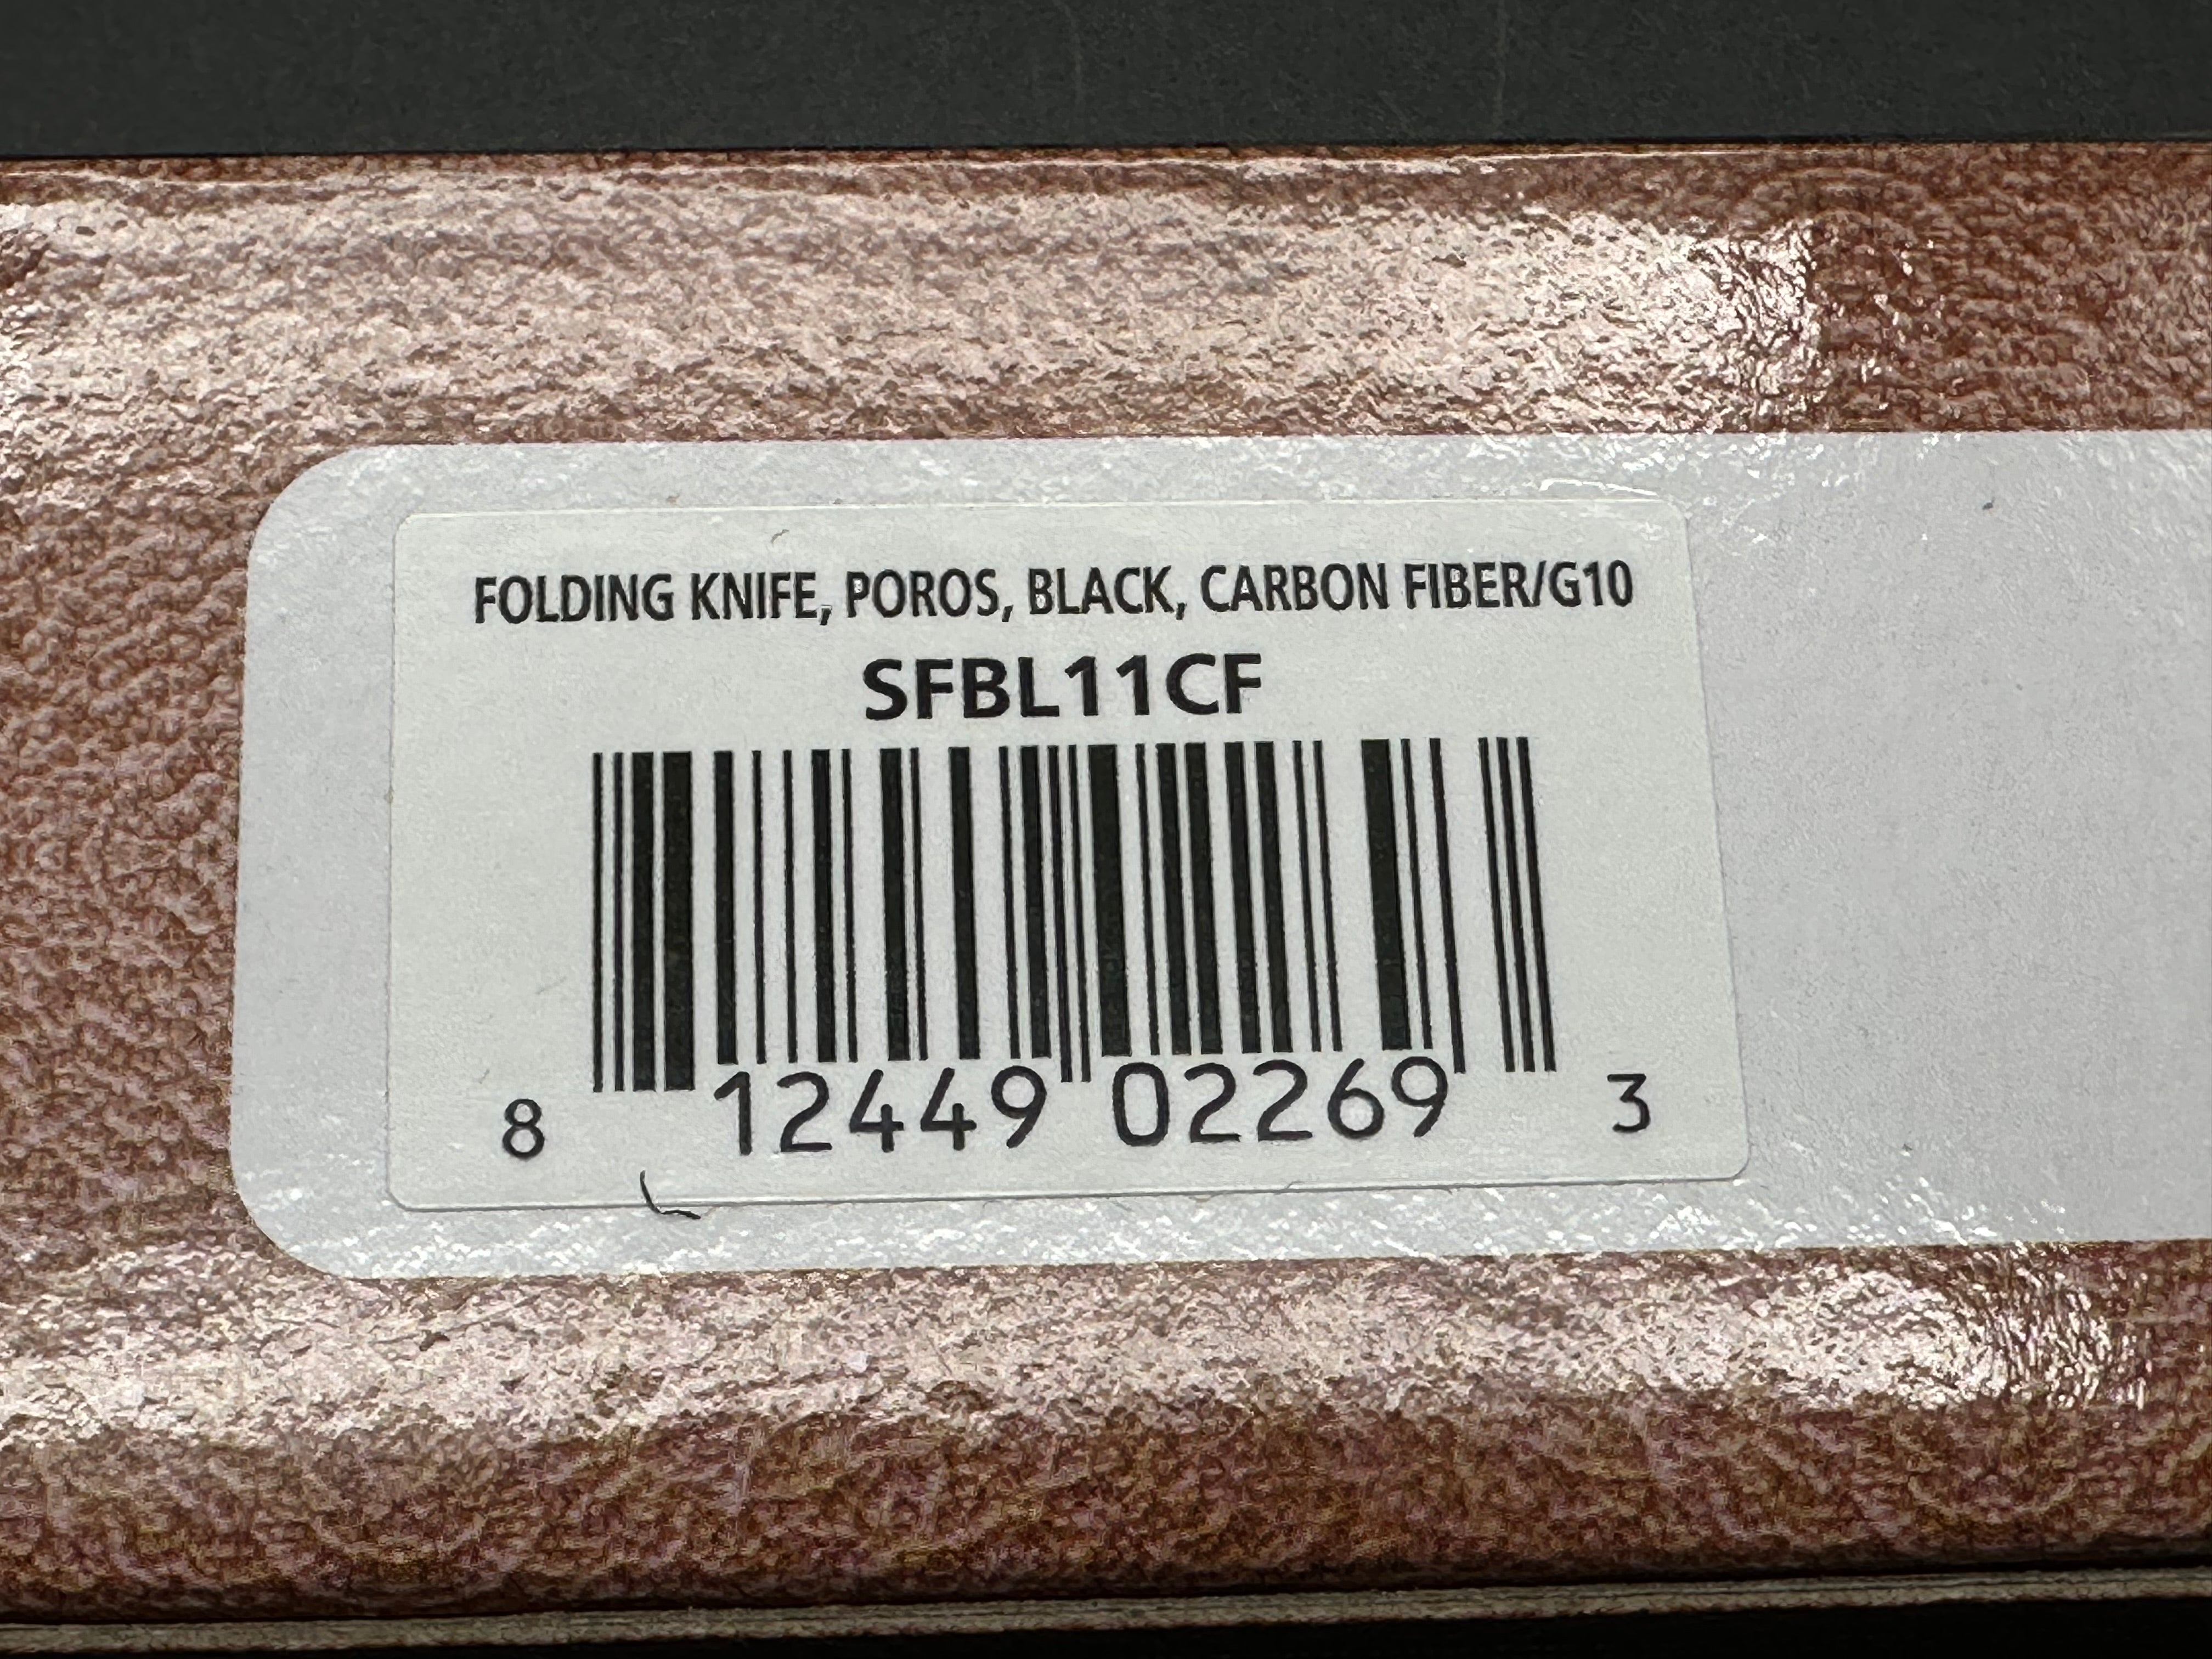 FOLDING KNIFE, POROS, BLACK, CARBON FIBER/G10
SFBL11CF
8 12449 02269 3